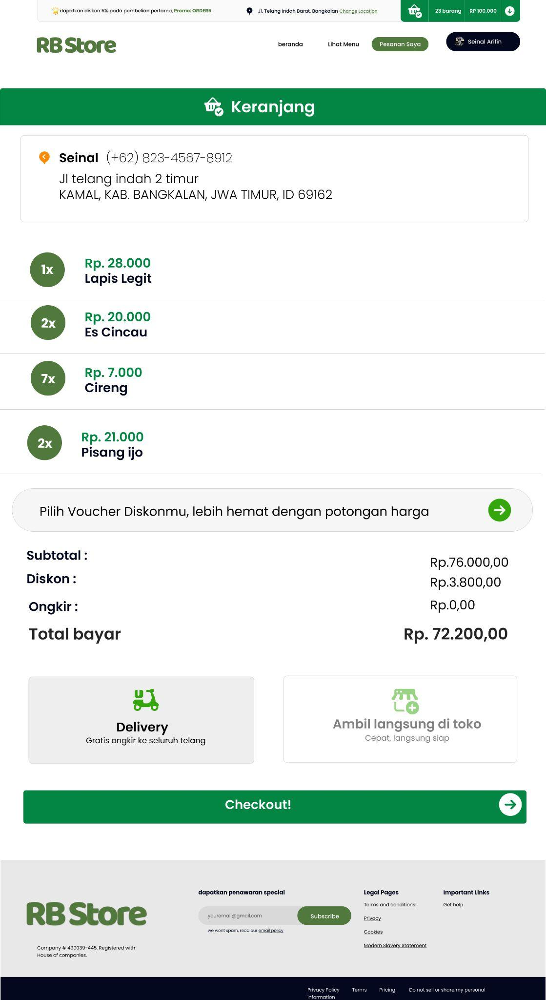 dapatkan diskon 5% pada pembelian pertama, Promo: ORDER5
Jl. Telang Indah Barat, Bangkalan Change Location
23 barang
RP 100.000
RB Store
beranda
Lihat Menu
Pesanan Saya
Seinal Arifin
Keranjang
Seinal (+62) 823-4567-8912
Jl telang indah 2 timur
KAMAL, KAB. BANGKALAN, JWA TIMUR, ID 69162
1x
Rp. 28.000
Lapis Legit
2x
Rp. 20.000
Es Cincau
7x
Rp. 7.000
Cireng
2x
Rp. 21.000
Pisang ijo
Pilih Voucher Diskonmu, lebih hemat dengan potongan harga
Subtotal :
Rp.76.000,00
Diskon :
Rp.3.800,00
Ongkir :
Rp.0,00
Total bayar
Rp. 72.200,00
Delivery
Gratis ongkir ke seluruh telang
Ambil langsung di toko
Cepat, langsung siap
Checkout!
RB Store
Company # 490039-445, Registered with
House of companies.
dapatkan penawaran special
youremail@gmail.com
Subscribe
we wont spam, read our email policy
Legal Pages
Terms and conditions
Privacy
Cookies
Modern Slavery Statement
Important Links
Get help
Privacy Policy
Terms
Pricing
Do not sell or share my personal
information